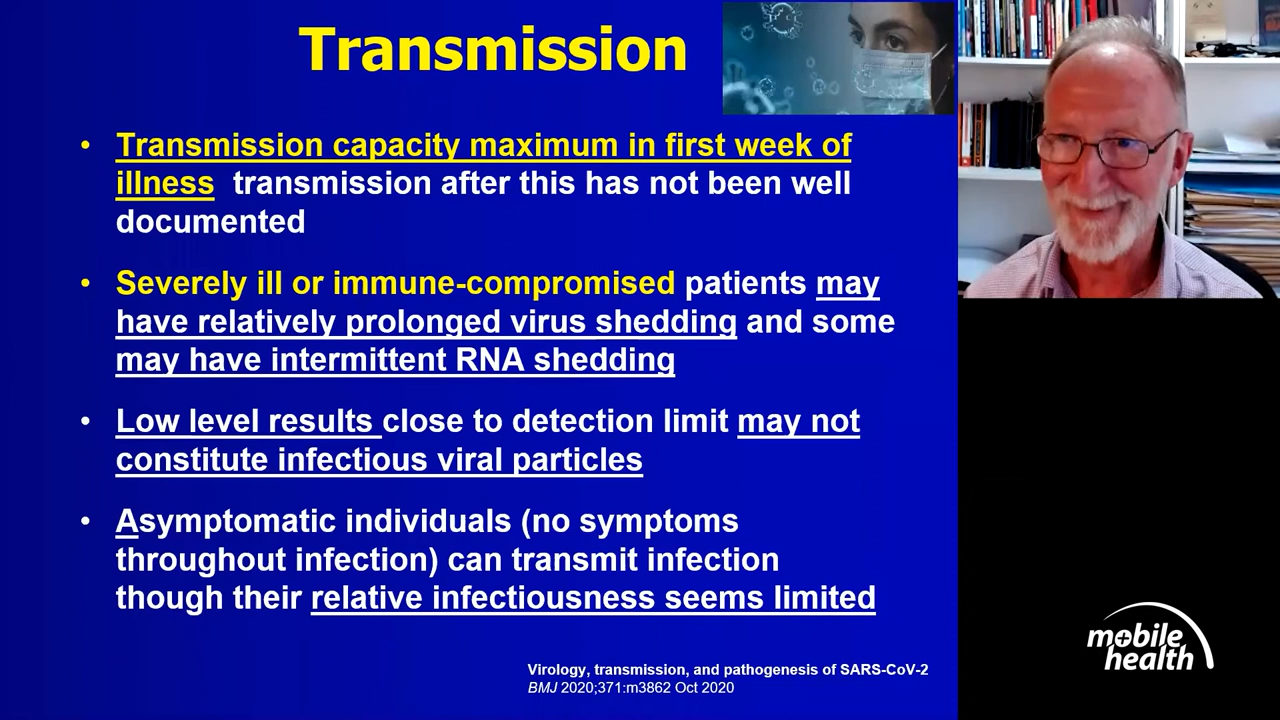 Transmission
• Transmission capacity maximum in first week of
illness transmission after this has not been well
documented
• Severely ill or immune-compromised patients may
have relatively prolonged virus shedding and some
may have intermittent RNA shedding
• Low level results close to detection limit may not
constitute infectious viral particles
• Asymptomatic individuals (no symptoms
throughout infection) can transmit infection
though their relative infectiousness seems limited
Virology, transmission, and pathogenesis of SARS-CoV-2
BMJ 2020;371:m3862 Oct 2020
mobile
health